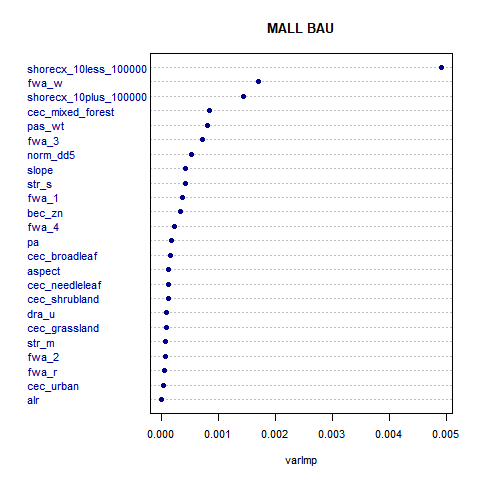 MALL BAU
shorecx_10less_100000
fwa_w
shorecx_10plus_100000
cec_mixed_forest
pas_wt
fwa_3
norm_dd5
slope
str_s
fwa_1
bec_zn
fwa_4
pa
cec_broadleaf
aspect
cec_needleleaf
cec_shrubland
dra_u
cec_grassland
str_m
fwa_2
fwa_r
cec_urban
alr
0.000 0.001 0.002 0.003 0.004 0.005
varImp